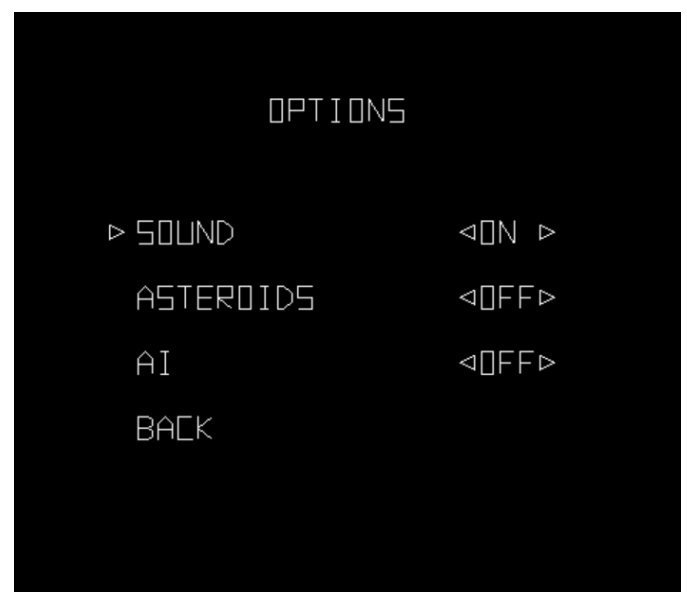 OPTIONS
▷ SOUND ◁ON ▷
ASTEROIDS ◁OFF▷
AI ◁OFF▷
BACK